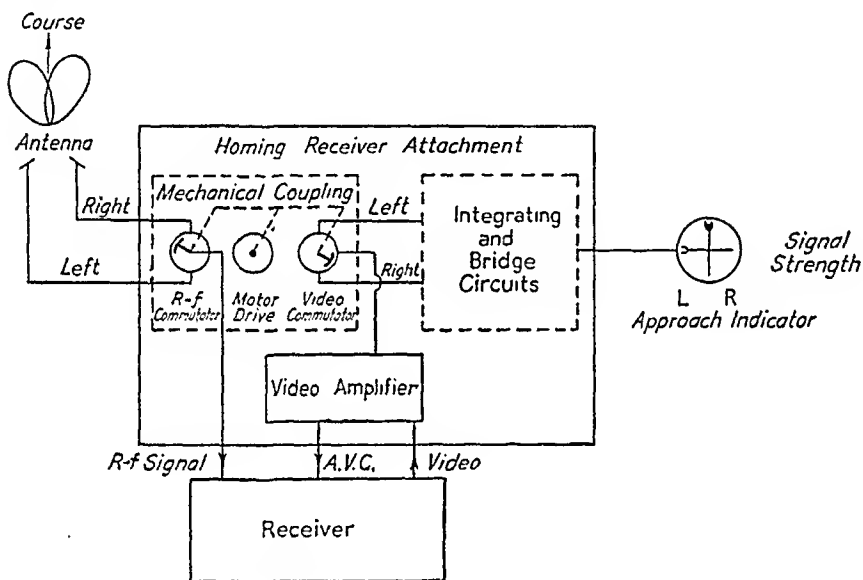 Course
Antenna
Homing Receiver Attachment
Mechanical Coupling
Right
Left
Left
Right
R-f
Commutator
Motor
Drive
Video
Commutator
Integrating
and
Bridge
Circuits
Signal
Strength
L R
Approach Indicator
Video Amplifier
R-f Signal
A.V.C.
Video
Receiver